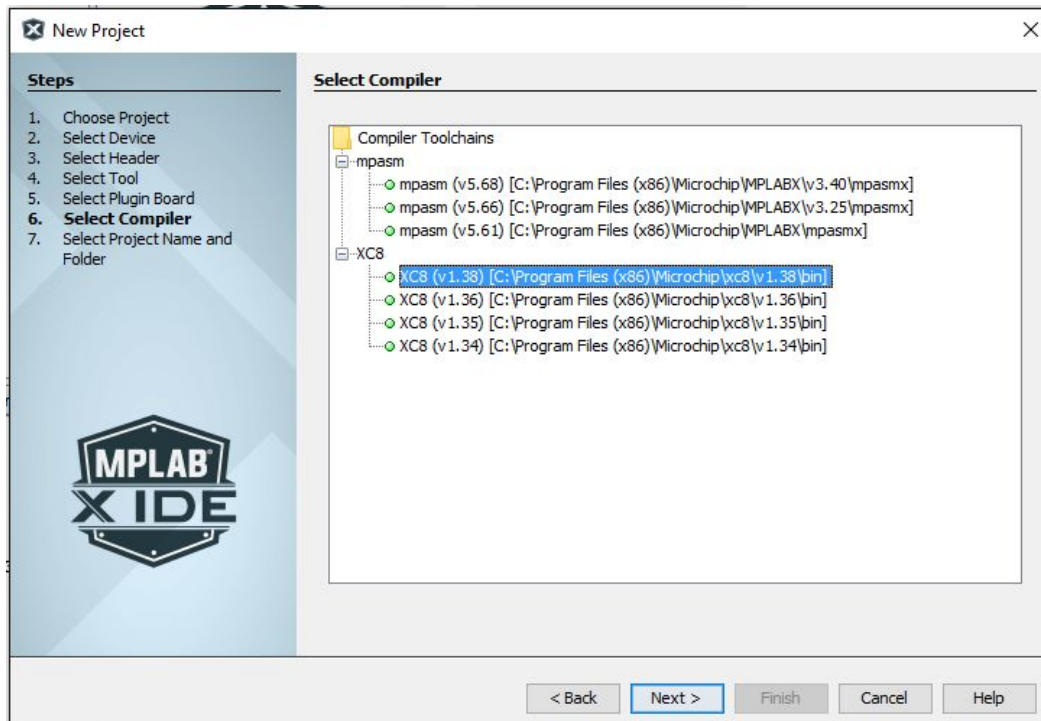 New Project
Steps
1. Choose Project
2. Select Device
3. Select Header
4. Select Tool
5. Select Plugin Board
6. Select Compiler
7. Select Project Name and
Folder
MPLAB
X IDE
Select Compiler
Compiler Toolchains
mpasm
mpasm (v5.68) [C:\Program Files (x86)\Microchip\MPLABX\v3.40\mpasmx]
mpasm (v5.66) [C:\Program Files (x86)\Microchip\MPLABX\v3.25\mpasmx]
mpasm (v5.61) [C:\Program Files (x86)\Microchip\MPLABX\mpasmx]
XC8
XC8 (v1.38) [C:\Program Files (x86)\Microchip\xc8\v1.38\bin]
XC8 (v1.36) [C:\Program Files (x86)\Microchip\xc8\v1.36\bin]
XC8 (v1.35) [C:\Program Files (x86)\Microchip\xc8\v1.35\bin]
XC8 (v1.34) [C:\Program Files (x86)\Microchip\xc8\v1.34\bin]
< Back Next > Finish Cancel Help